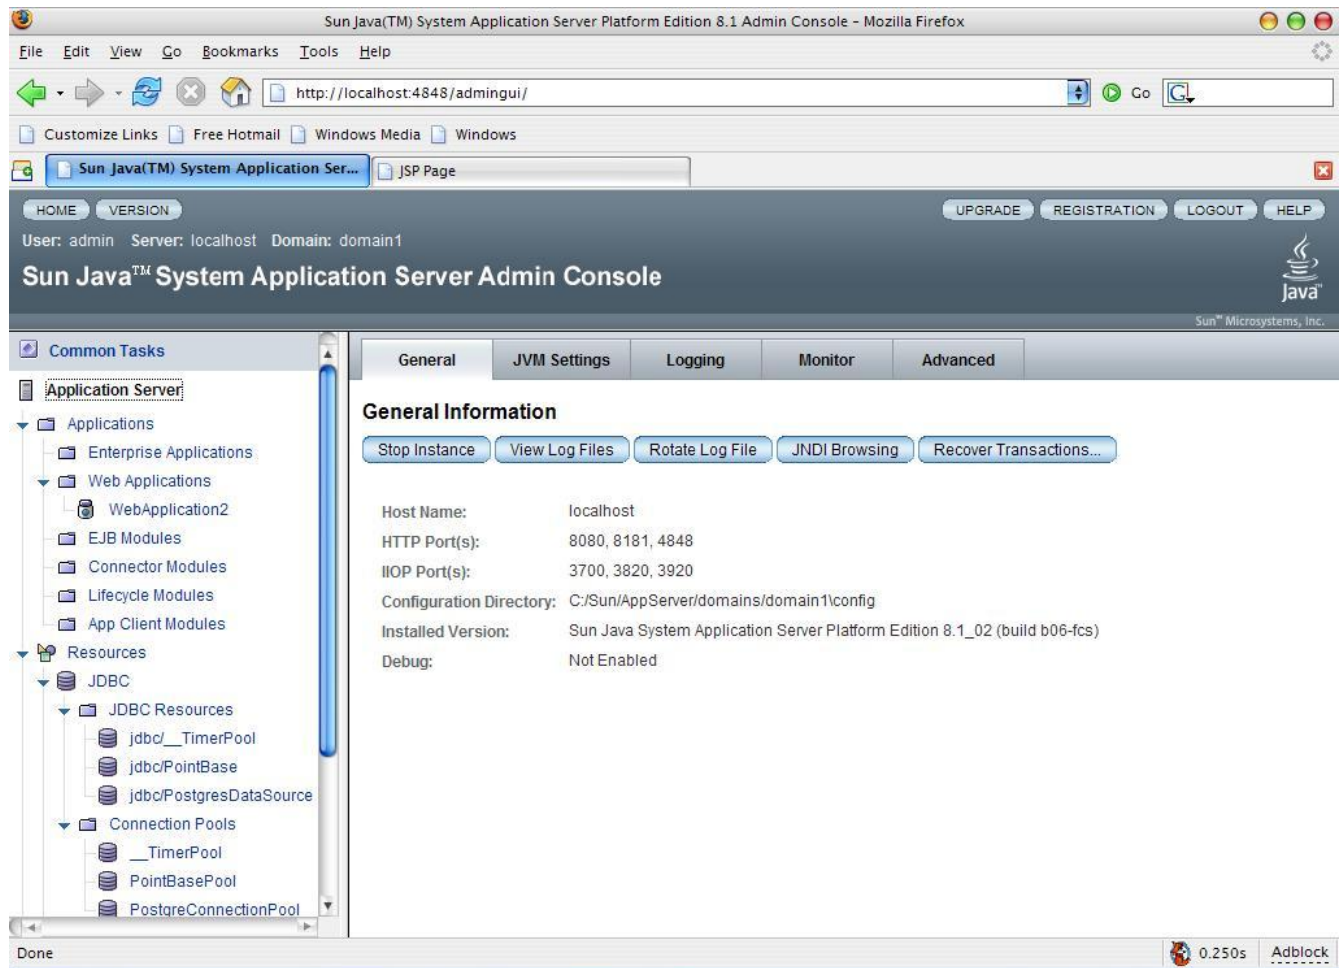 Sun Java(TM) System Application Server Platform Edition 8.1 Admin Console - Mozilla Firefox
File Edit View Go Bookmarks Tools Help
http://localhost:4848/admingui/ Go G
Customize Links Free Hotmail Windows Media Windows
Sun Java(TM) System Application Ser... JSP Page
HOME VERSION UPGRADE REGISTRATION LOGOUT HELP
User: admin Server: localhost Domain: domain1
Sun Java™ System Application Server Admin Console
Java™
Sun™ Microsystems, Inc.
Common Tasks
Application Server
Applications
Enterprise Applications
Web Applications
WebApplication2
EJB Modules
Connector Modules
Lifecycle Modules
App Client Modules
Resources
JDBC
JDBC Resources
jdbc/__TimerPool
jdbc/PointBase
jdbc/PostgresDataSource
Connection Pools
__TimerPool
PointBasePool
PostgreConnectionPool
General JVM Settings Logging Monitor Advanced
General Information
Stop Instance View Log Files Rotate Log File JNDI Browsing Recover Transactions...
Host Name: localhost
HTTP Port(s): 8080, 8181, 4848
IIOP Port(s): 3700, 3820, 3920
Configuration Directory: C:/Sun/AppServer/domains/domain1\config
Installed Version: Sun Java System Application Server Platform Edition 8.1_02 (build b06-fcs)
Debug: Not Enabled
Done 0.250s Adblock